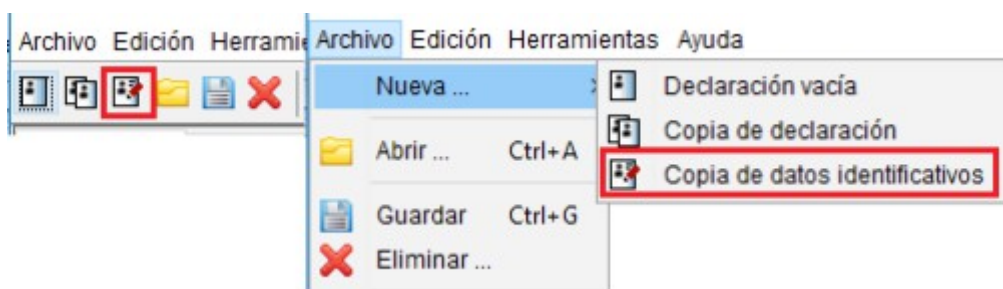 Archivo Edición Herramie
Archivo Edición Herramientas Ayuda
Nueva ...
Declaración vacía
Copia de declaración
Copia de datos identificativos
Abrir ... Ctrl+A
Guardar Ctrl+G
Eliminar ...